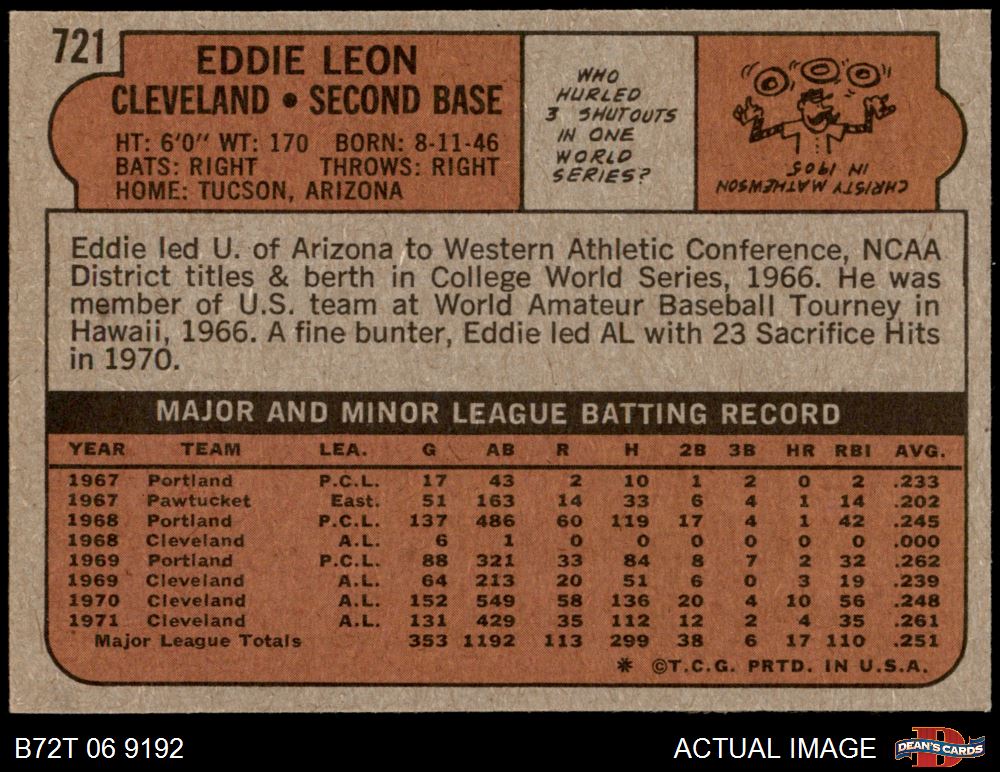 721
EDDIE LEON
CLEVELAND • SECOND BASE
HT: 6'0" WT: 170 BORN: 8-11-46
BATS: RIGHT THROWS: RIGHT
HOME: TUCSON, ARIZONA
WHO
HURLED
3 SHUTOUTS
IN ONE
WORLD
SERIES?
CHRISTY MATHEWSON
IN 1905
Eddie led U. of Arizona to Western Athletic Conference, NCAA
District titles & berth in College World Series, 1966. He was
member of U.S. team at World Amateur Baseball Tourney in
Hawaii, 1966. A fine bunter, Eddie led AL with 23 Sacrifice Hits
in 1970.
MAJOR AND MINOR LEAGUE BATTING RECORD
YEAR TEAM LEA. G AB R H 2B 3B HR RBI AVG.
1967 Portland P.C.L. 17 43 2 10 1 2 0 2 .233
1967 Pawtucket East. 51 163 14 33 6 4 1 14 .202
1968 Portland P.C.L. 137 486 60 119 17 4 1 42 .245
1968 Cleveland A.L. 6 1 0 0 0 0 0 0 .000
1969 Portland P.C.L. 88 321 33 84 8 7 2 32 .262
1969 Cleveland A.L. 64 213 20 51 6 0 3 19 .239
1970 Cleveland A.L. 152 549 58 136 20 4 10 56 .248
1971 Cleveland A.L. 131 429 35 112 12 2 4 35 .261
Major League Totals 353 1192 113 299 38 6 17 110 .251
* ©T.C.G. PRTD. IN U.S.A.
B72T 06 9192
ACTUAL IMAGE
D
DEAN'S CARDS